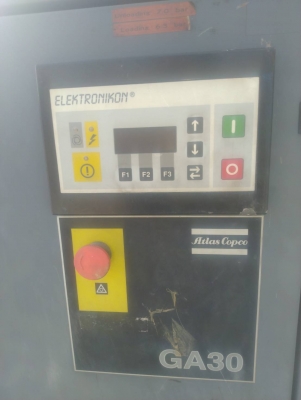 ELEKTRONIKON®
F1 F2 F3
Atlas Copco
GA30